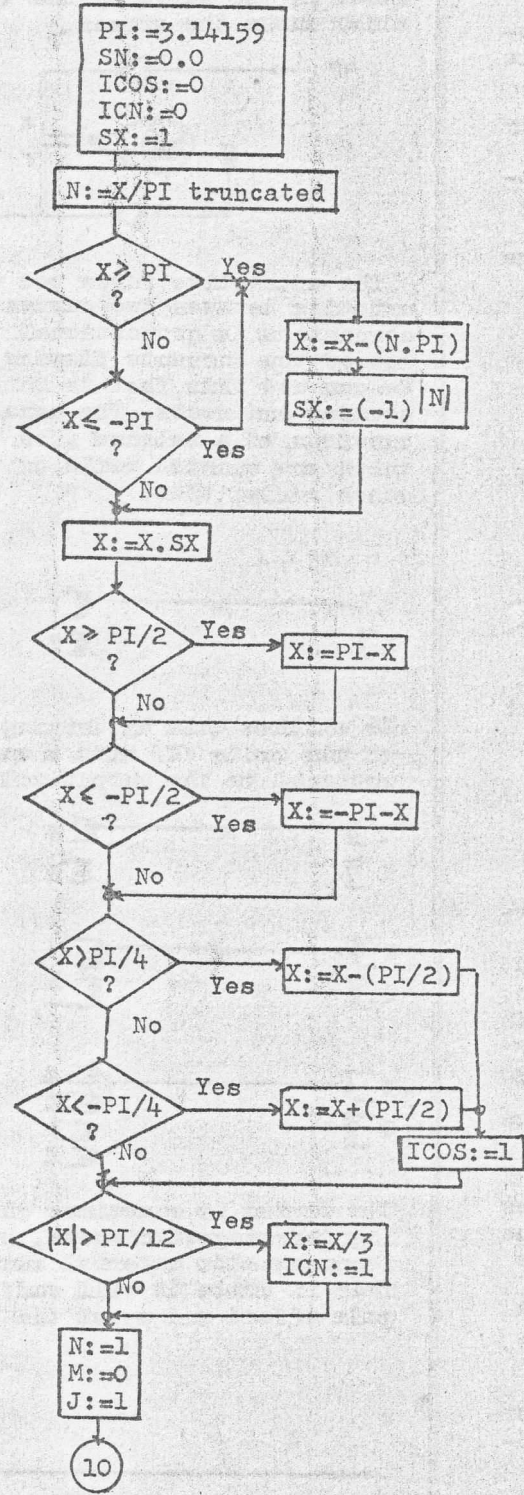 PI:=3.14159
SN:=0.0
ICOS:=0
ICN:=0
SX:=1
N:=X/PI truncated
X ⩾ PI
?
Yes
No
X:=X-(N.PI)
SX:=(-1)|N|
X ⩽ -PI
?
Yes
No
X:=X.SX
X ⩾ PI/2
?
Yes
X:=PI-X
No
X ⩽ -PI/2
?
Yes
X:=-PI-X
No
X>PI/4
?
Yes
X:=X-(PI/2)
No
X<-PI/4
?
Yes
X:=X+(PI/2)
No
ICOS:=1
|X|>PI/12
Yes
X:=X/3
ICN:=1
No
N:=1
M:=0
J:=1
10